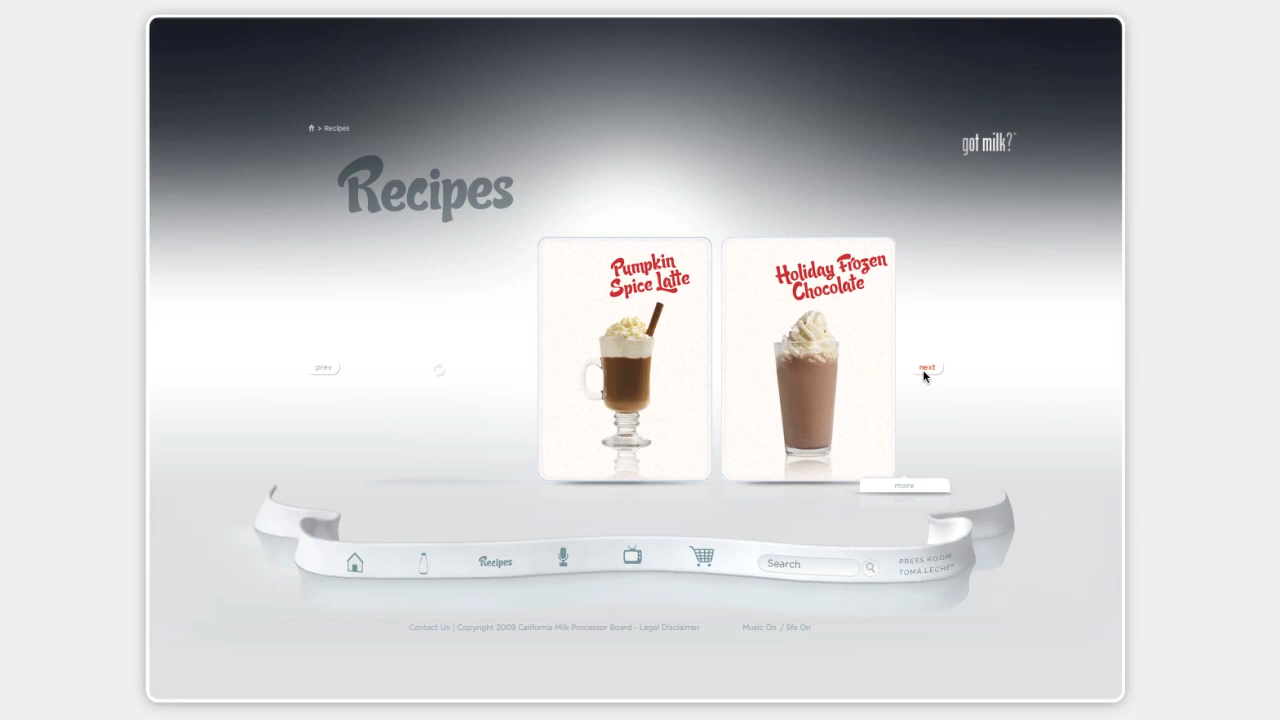 > Recipes
got milk?
Recipes
Pumpkin
Spice Latte
Holiday Frozen
Chocolate
prev
next
more
Recipes
Search
PRESS ROOM
TOMA LECHE
Contact Us | Copyright 2009 California Milk Processor Board - Legal Disclaimer
Music On / Sfx On